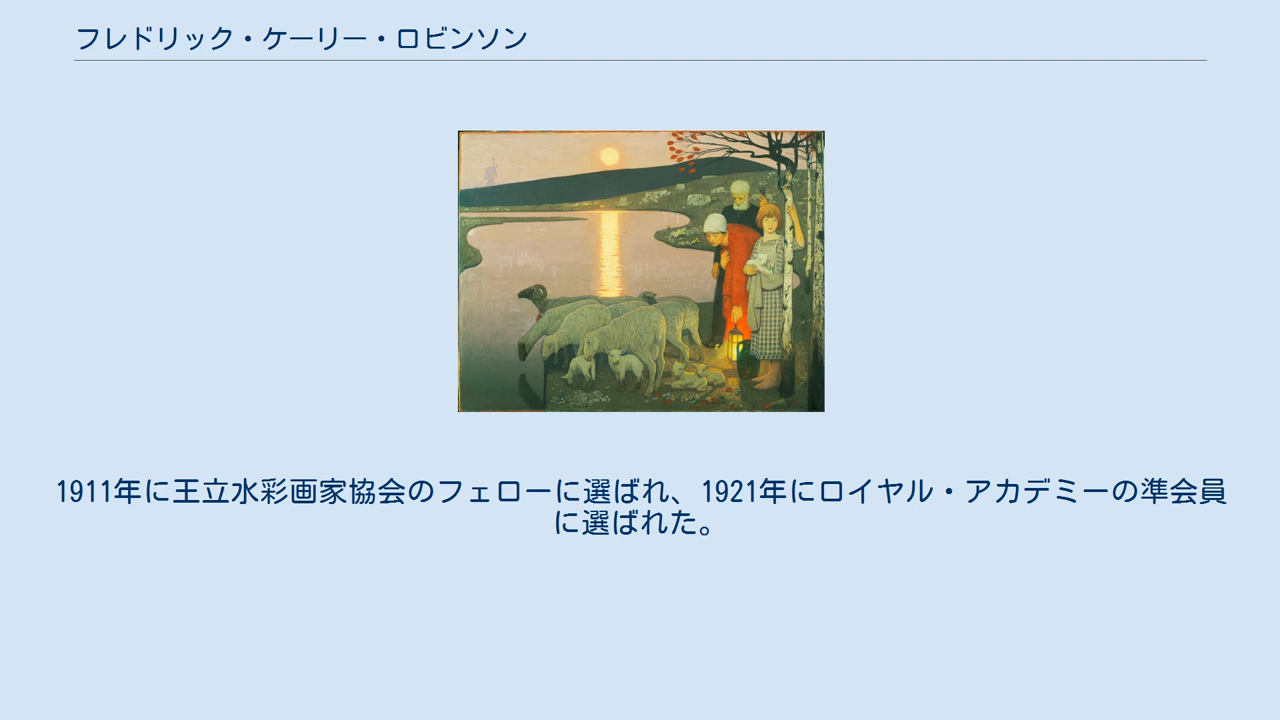 フレドリック・ケーリー・ロビンソン
1911年に王立水彩画家協会のフェローに選ばれ、1921年にロイヤル・アカデミーの準会員
に選ばれた。